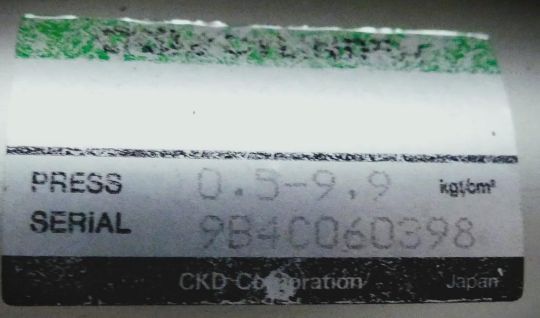 PRESS 0.5-9.9 kgf/cm²
SERIAL 9B4C060398
CKD Corporation Japan